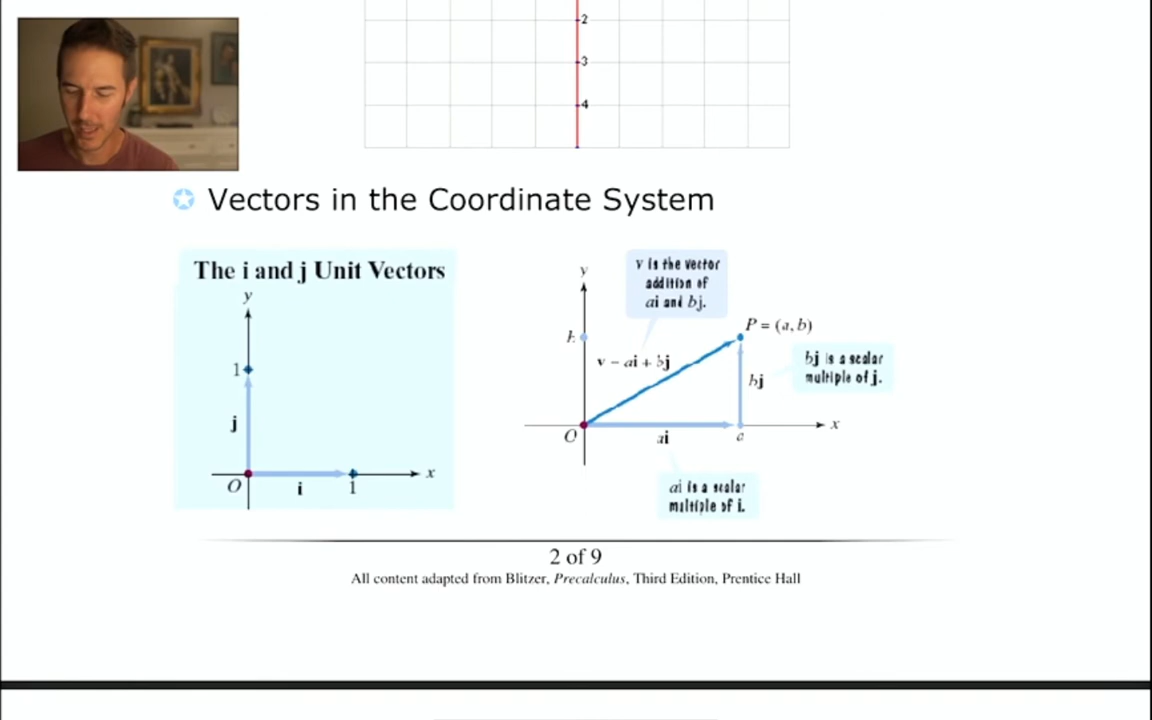 2
3
4
Vectors in the Coordinate System
The i and j Unit Vectors
y
1
j
O
i
1
x
y
v is the vector
addition of
ai and bj.
P = (a, b)
v = ai + bj
bj
bj is a scalar
multiple of j.
O
ai
x
ai is a scalar
multiple of i.
2 of 9
All content adapted from Blitzer, Precalculus, Third Edition, Prentice Hall